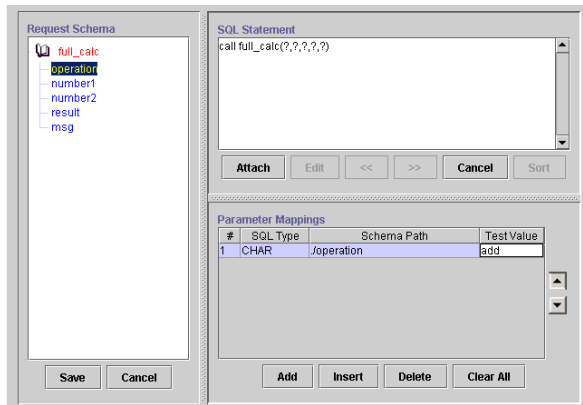 Request Schema
full_calc
operation
number1
number2
result
msg
Save Cancel
SQL Statement
call full_calc(?,?,?,?,?)
Attach Edit << >> Cancel Sort
Parameter Mappings
# SQL Type Schema Path Test Value
1 CHAR ./operation add
Add Insert Delete Clear All